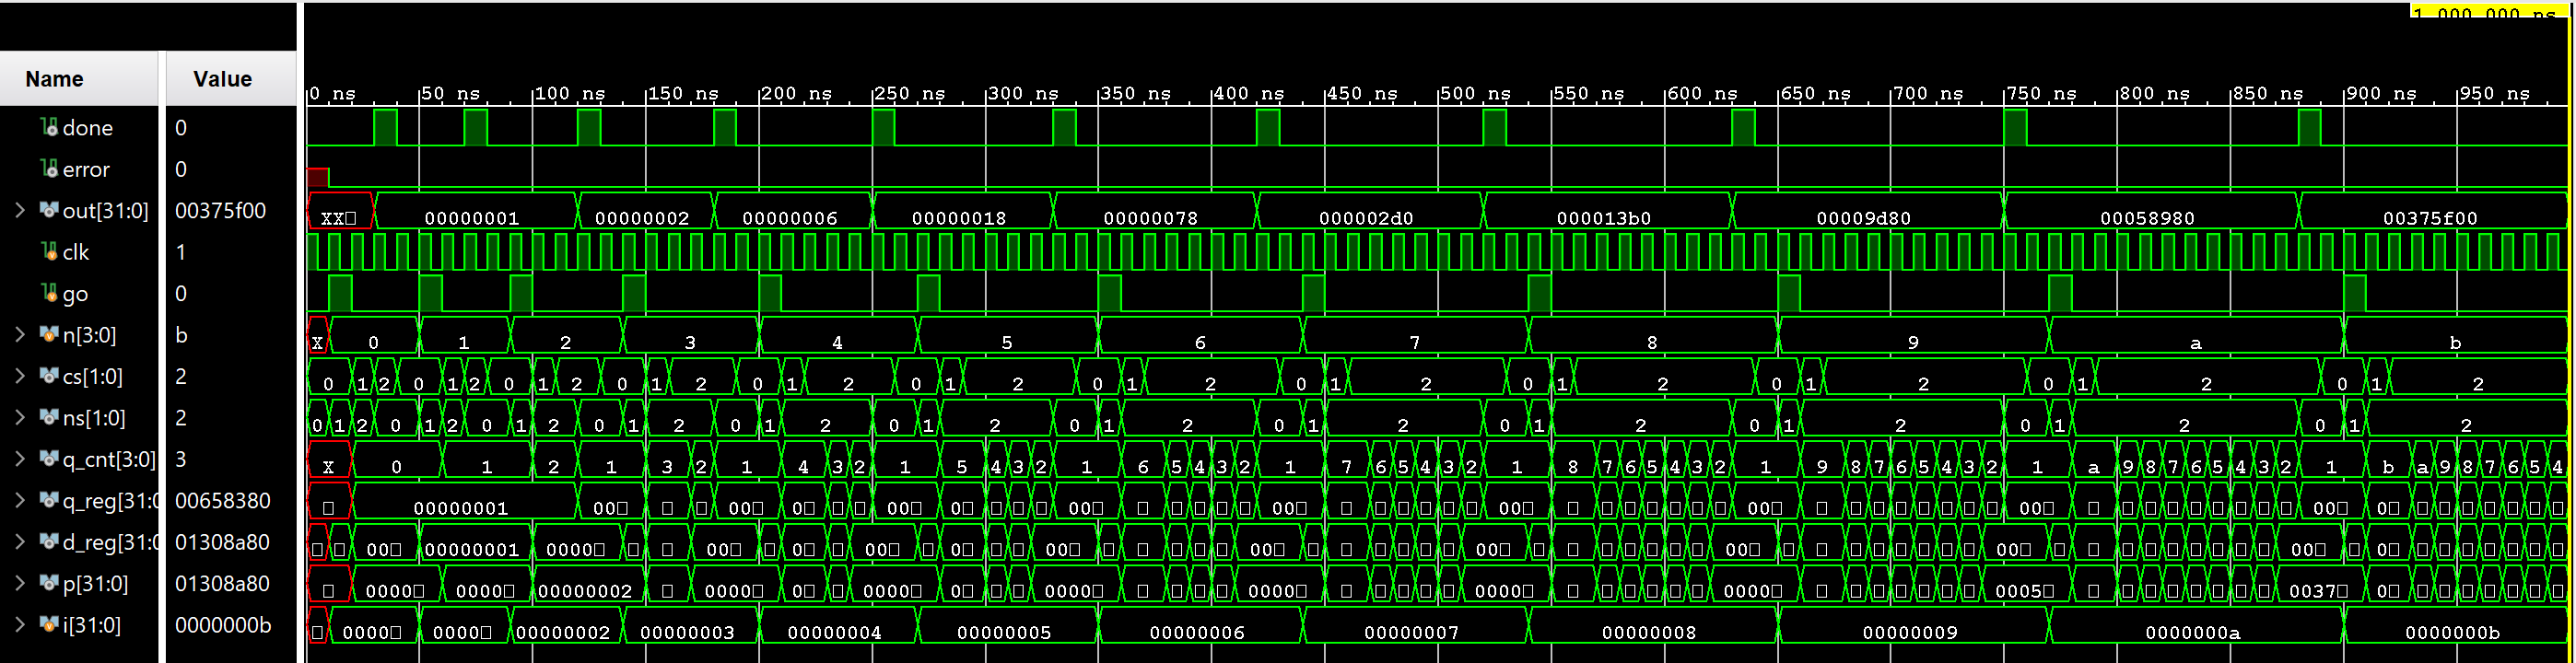 1,000.000 ns
Name Value
0 ns 50 ns 100 ns 150 ns 200 ns 250 ns 300 ns 350 ns 400 ns 450 ns 500 ns 550 ns 600 ns 650 ns 700 ns 750 ns 800 ns 850 ns 900 ns 950 ns
done 0
error 0
out[31:0] 00375f00 XX 00000001 00000002 00000006 00000018 00000078 000002d0 000013b0 00009d80 00058980 00375f00
clk 1
go 0
n[3:0] b X 0 1 2 3 4 5 6 7 8 9 a b
cs[1:0] 2 0 1 2 0 1 2 0 1 2 0 1 2 0 1 2 0 1 2 0 1 2 0 1 2 0 1 2 0 1 2 0 1 2 0 1 2
ns[1:0] 2 0 1 2 0 1 2 0 1 2 0 1 2 0 1 2 0 1 2 0 1 2 0 1 2 0 1 2 0 1 2 0 1 2 0 1 2
q_cnt[3:0] 3 X 0 1 2 1 3 2 1 4 3 2 1 5 4 3 2 1 6 5 4 3 2 1 7 6 5 4 3 2 1 8 7 6 5 4 3 2 1 9 8 7 6 5 4 3 2 1 a 9 8 7 6 5 4 3 2 1 b a 9 8 7 6 5 4
q_reg[31:0 00658380 00000001 00 00 00 00 00 0 00 00 00 00 00 0
d_reg[31:0 01308a80 00 00000001 0000 00 00 0 00 00 00 00 00 00 0
p[31:0] 01308a80 0000 0000 00000002 0000 0 0000 0 0000 0000 0000 0000 0005 0037 0
i[31:0] 0000000b 0000 0000 00000002 00000003 00000004 00000005 00000006 00000007 00000008 00000009 0000000a 0000000b